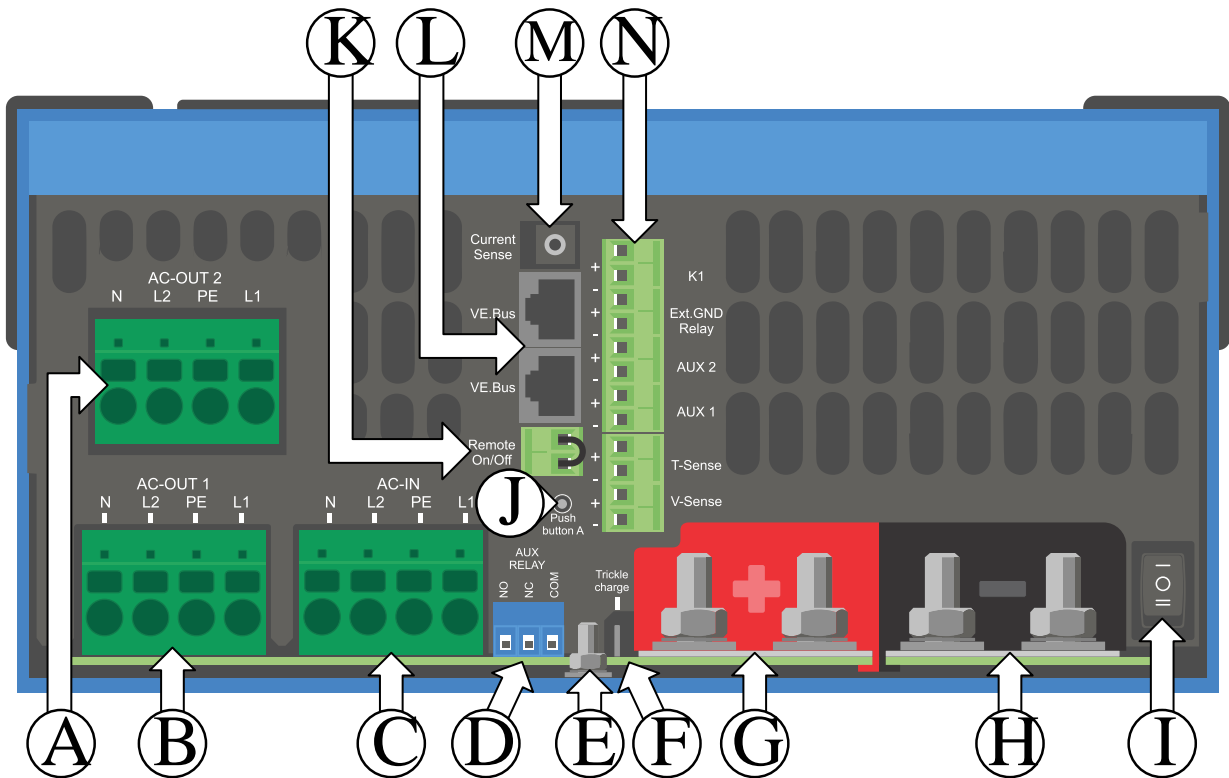 K L M N
Current
Sense
AC-OUT 2
N L2 PE L1
VE.Bus
VE.Bus
Remote
On/Off
+
-
+
-
+
-
+
-
+
+
-
K1
Ext.GND
Relay
AUX 2
AUX 1
T-Sense
V-Sense
AC-OUT 1
N L2 PE L1
AC-IN
N L2 PE L1
J
Push
button A
AUX
RELAY
NO NC COM
Trickle
charge
+
-
I O II
A B C D E F G H I